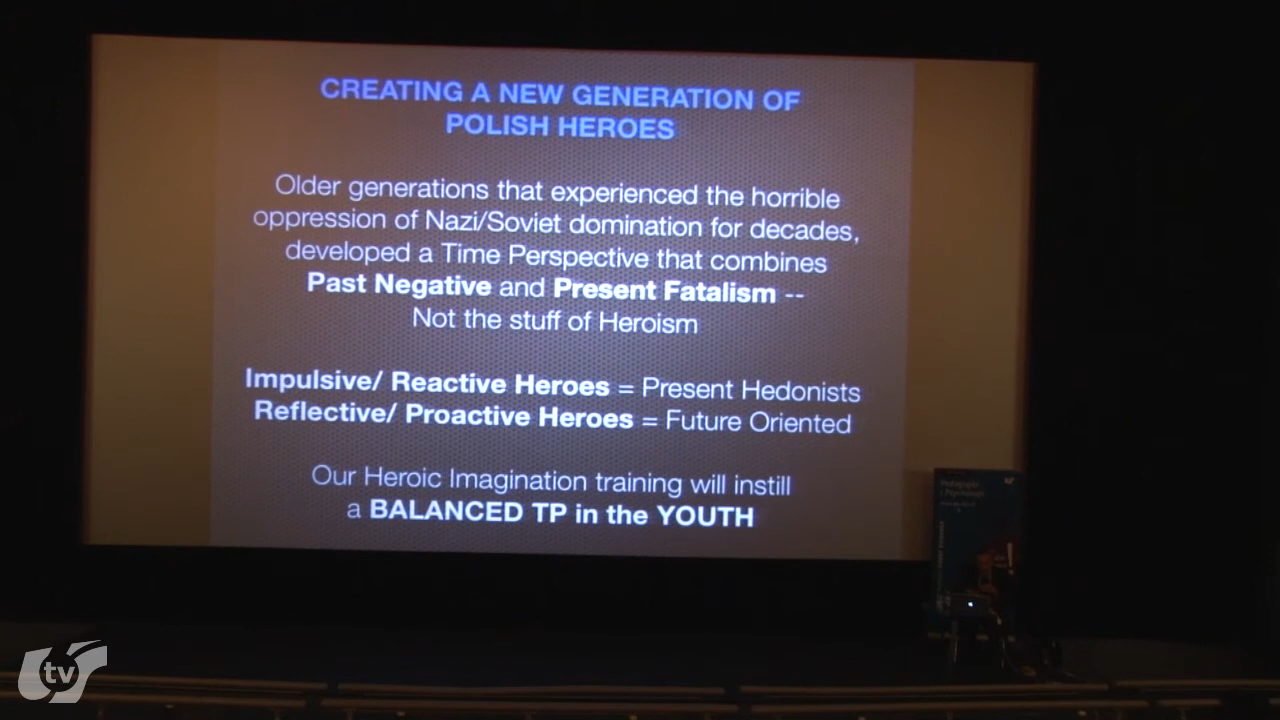 CREATING A NEW GENERATION OF
POLISH HEROES
Older generations that experienced the horrible
oppression of Nazi/Soviet domination for decades,
developed a Time Perspective that combines
Past Negative and Present Fatalism --
Not the stuff of Heroism
Impulsive/ Reactive Heroes = Present Hedonists
Reflective/ Proactive Heroes = Future Oriented
Our Heroic Imagination training will instill
a BALANCED TP in the YOUTH
tv